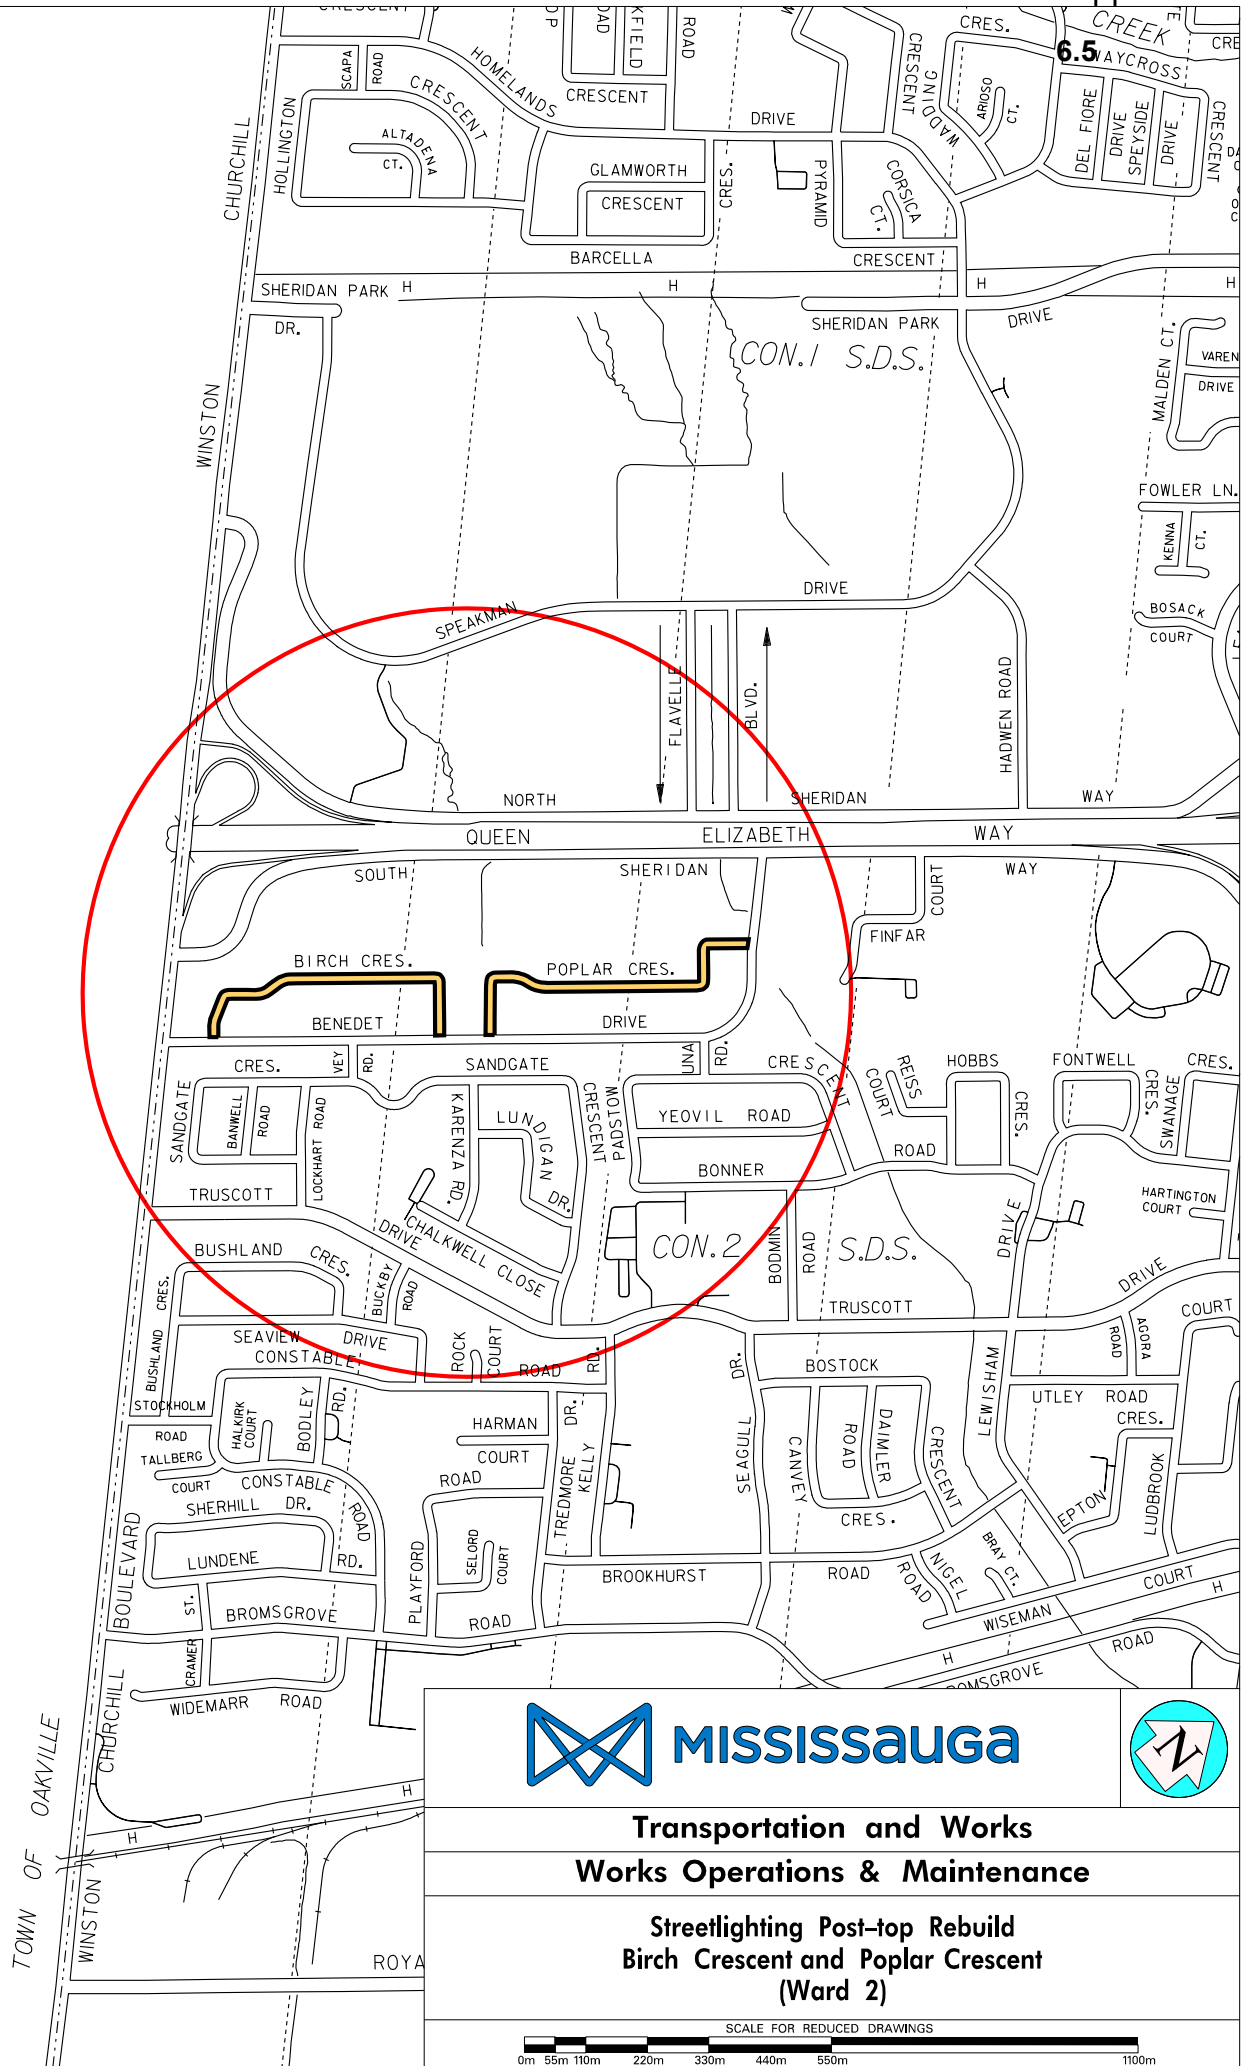 6.5
CRESCENT
ROAD
CRES.
CREEK
WAYCROSS
SCAPA
ROAD
HOMELANDS
CRESCENT
CRESCENT
DRIVE
CRESCENT
WADDING
ARIOSO
CT.
DEL FIORE
DRIVE
SPEYSIDE
DRIVE
CRESCENT
HOLLINGTON
ALTADENA
CT.
CHURCHILL
GLAMWORTH
CRESCENT
CRES.
PYRAMID
CORSICA
CT.
BARCELLA
CRESCENT
SHERIDAN PARK
H
H
H
H
DR.
SHERIDAN PARK
DRIVE
CON.1 S.D.S.
MALDEN CT.
DRIVE
WINSTON
FOWLER LN.
KENNA
CT.
BOSACK
COURT
SPEAKMAN
DRIVE
FLAVELLE
BLVD.
HADWEN ROAD
NORTH
SHERIDAN
WAY
QUEEN
ELIZABETH
WAY
SOUTH
SHERIDAN
WAY
COURT
FINFAR
BIRCH CRES.
POPLAR CRES.
BENEDET
DRIVE
SANDGATE
CRES.
VEY
RD.
SANDGATE
CRESCENT
UNA
RD.
CRESCENT
REISS
COURT
HOBBS
CRES.
FONTWELL
CRES.
SWANAGE
CRES.
BANWELL
ROAD
LOCKHART ROAD
KARENZA RD.
LUNDIGAN
DR.
PADSTOW
YEOVIL ROAD
BONNER
ROAD
TRUSCOTT
DRIVE
CHALKWELL CLOSE
CON.2
S.D.S.
BODMIN
ROAD
DRIVE
HARTINGTON
COURT
BUSHLAND
CRES.
BUSHLAND
CRES.
BUCKBY
ROAD
SEAVIEW
DRIVE
ROCK
COURT
TRUSCOTT
DRIVE
AGORA
ROAD
COURT
CONSTABLE
ROAD
RD.
STOCKHOLM
ROAD
HALKIRK
COURT
BODLEY
RD.
TALLBERG
COURT
CONSTABLE
ROAD
HARMAN
COURT
TREDMORE
DR.
KELLY
SEAGULL
DR.
BOSTOCK
CRESCENT
CANVEY
CRES.
ROAD
DAIMLER
LEWISHAM
UTLEY ROAD
CRES.
LUDBROOK
EPTON
SHERHILL DR.
LUNDENE
RD.
PLAYFORD
ROAD
SELORD
COURT
BROOKHURST
ROAD
NIGEL
ROAD
BRAY CT.
WISEMAN
COURT
H
H
BROMSGROVE
ROAD
ST.
CRAMER
BOULEVARD
CHURCHILL
WIDEMARR ROAD
ROAD
TOWN OF OAKVILLE
H
H
WINSTON
MISSISSAUGA
N
Transportation and Works
Works Operations & Maintenance
Streetlighting Post-top Rebuild
Birch Crescent and Poplar Crescent
(Ward 2)
SCALE FOR REDUCED DRAWINGS
0m 55m 110m 220m 330m 440m 550m 1100m